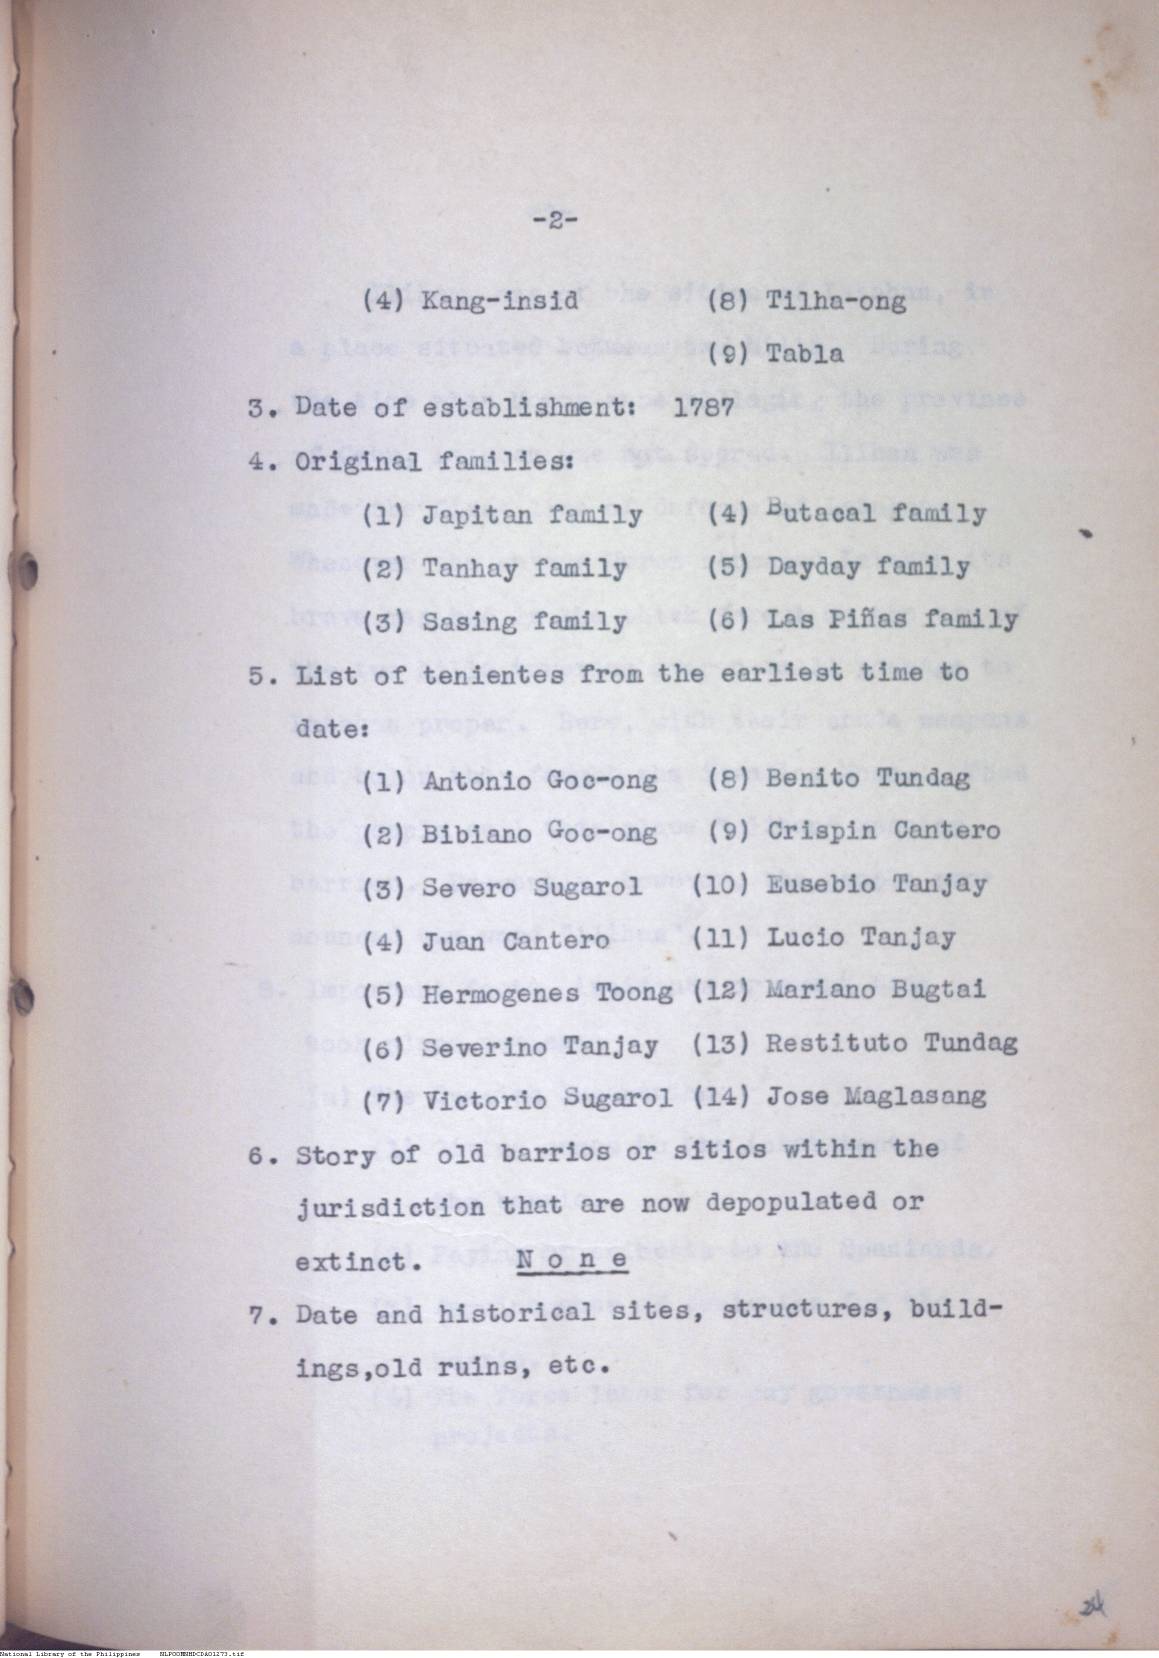 -2-
(4) Kang-insid (8) Tilha-ong
(9) Tabla
3. Date of establishment: 1787
4. Original families:
(1) Japitan family (4) Butacal family
(2) Tanhay family (5) Dayday family
(3) Sasing family (6) Las Piñas family
5. List of tenientes from the earliest time to
date:
(1) Antonio Goc-ong (8) Benito Tundag
(2) Bibiano Goc-ong (9) Crispin Cantero
(3) Severo Sugarol (10) Eusebio Tanjay
(4) Juan Cantero (11) Lucio Tanjay
(5) Hermogenes Toong (12) Mariano Bugtai
(6) Severino Tanjay (13) Restituto Tundag
(7) Victorio Sugarol (14) Jose Maglasang
6. Story of old barrios or sitios within the
jurisdiction that are now depopulated or
extinct. N o n e
7. Date and historical sites, structures, build-
ings,old ruins, etc.
24
National Library of the Philippines NLPOOMNHDCDA01273.tif